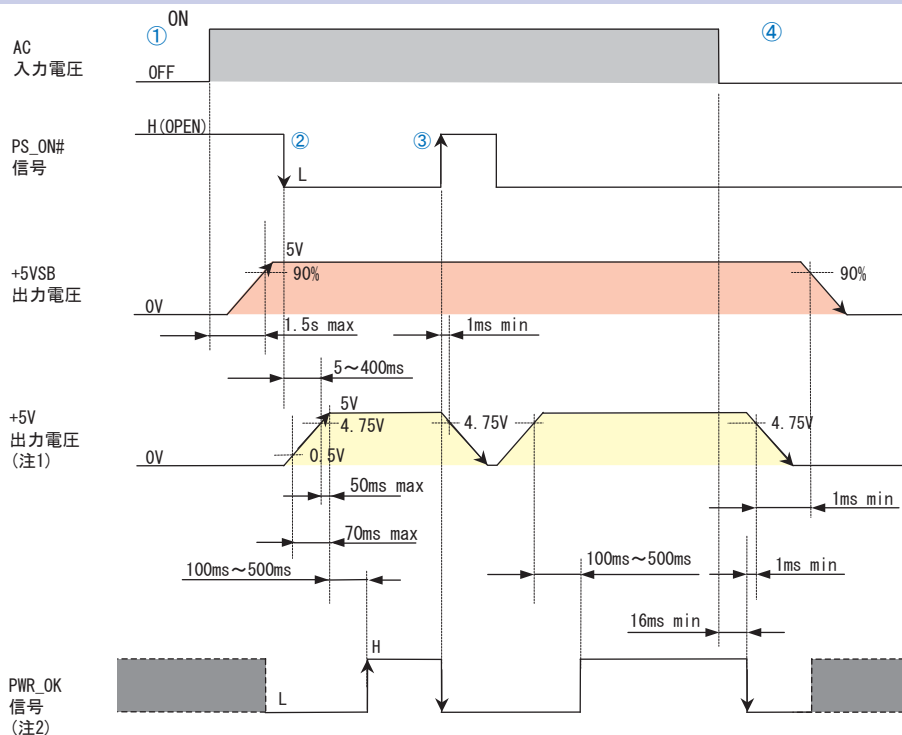 ①
ON
④
AC
入力電圧
OFF
H(OPEN)
②
③
PS_ON#
信号
L
5V
90%
90%
+5VSB
出力電圧
0V
1.5s max
1ms min
5～400ms
+5V
出力電圧
(注1)
5V
4.75V
4.75V
4.75V
0.5V
0V
50ms max
1ms min
70ms max
100ms～500ms
100ms～500ms
1ms min
16ms min
H
PWR_OK
信号
(注2)
L